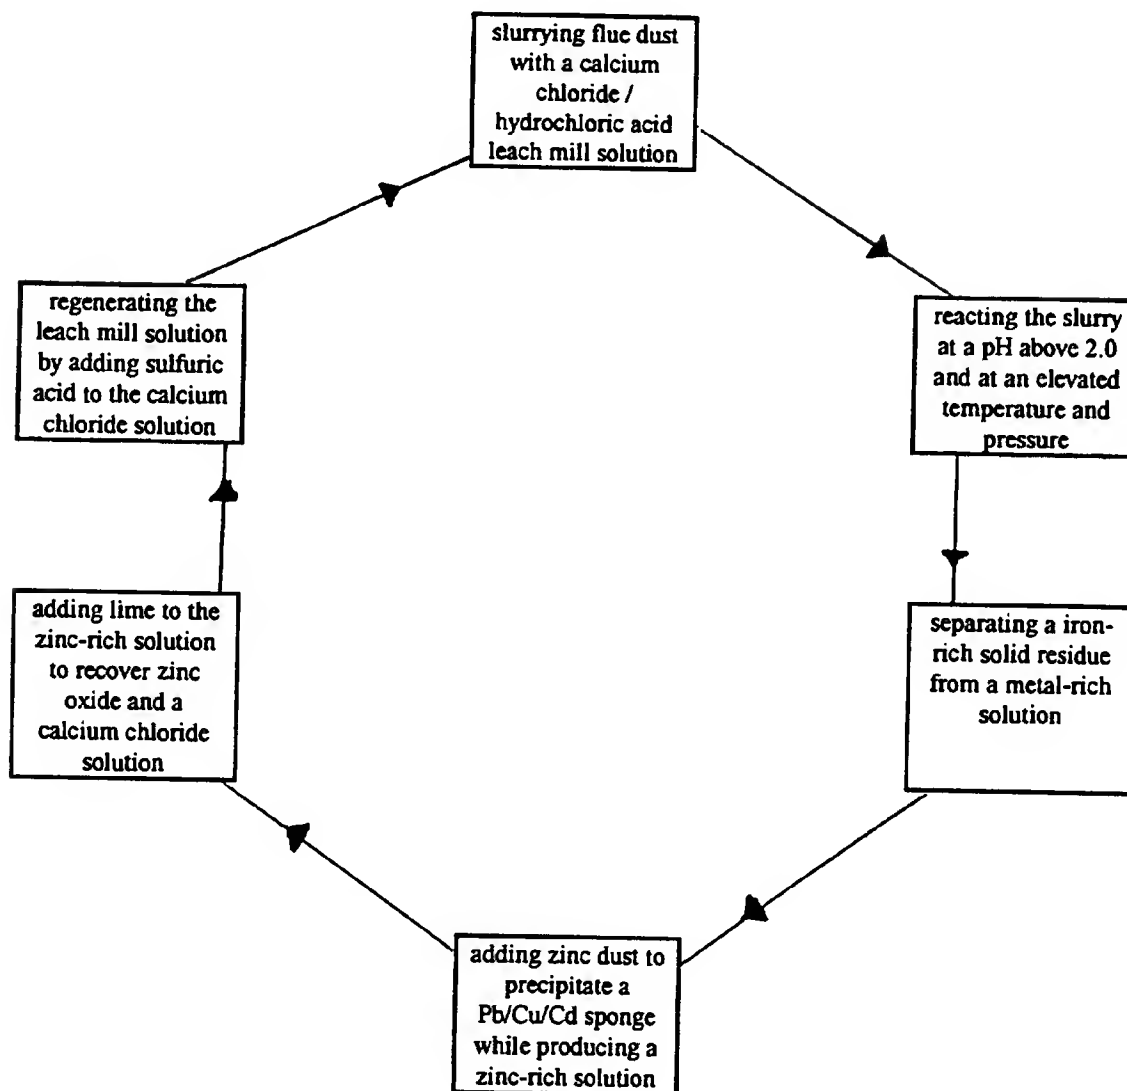 slurrying flue dust
with a calcium
chloride /
hydrochloric acid
leach mill solution
reacting the slurry
at a pH above 2.0
and at an elevated
temperature and
pressure
separating a iron-
rich solid residue
from a metal-rich
solution
adding zinc dust to
precipitate a
Pb/Cu/Cd sponge
while producing a
zinc-rich solution
adding lime to the
zinc-rich solution
to recover zinc
oxide and a
calcium chloride
solution
regenerating the
leach mill solution
by adding sulfuric
acid to the calcium
chloride solution